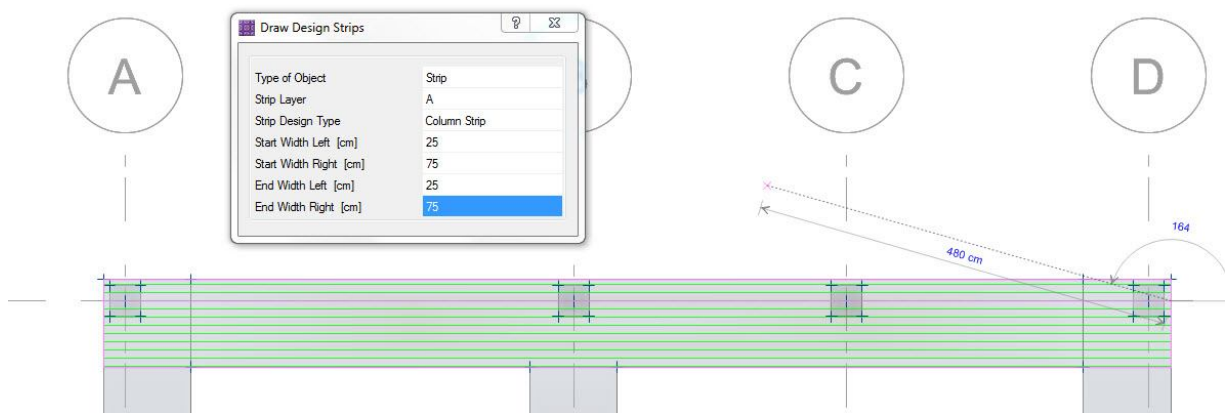 Draw Design Strips
A
C
D
Type of Object Strip
Strip Layer A
Strip Design Type Column Strip
Start Width Left [cm] 25
Start Width Right [cm] 75
End Width Left [cm] 25
End Width Right [cm] 75
164
480 cm